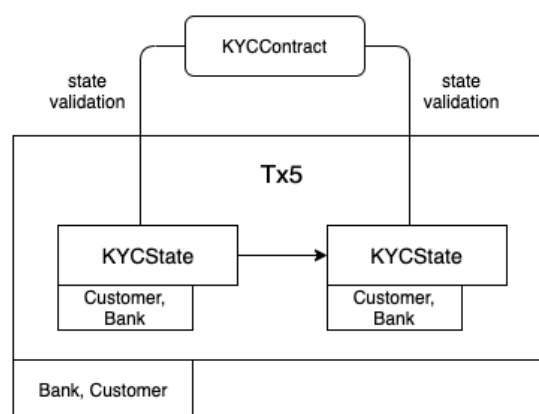 KYCContract
state
validation
state
validation
Tx5
KYCState
KYCState
Customer,
Bank
Customer,
Bank
Bank, Customer